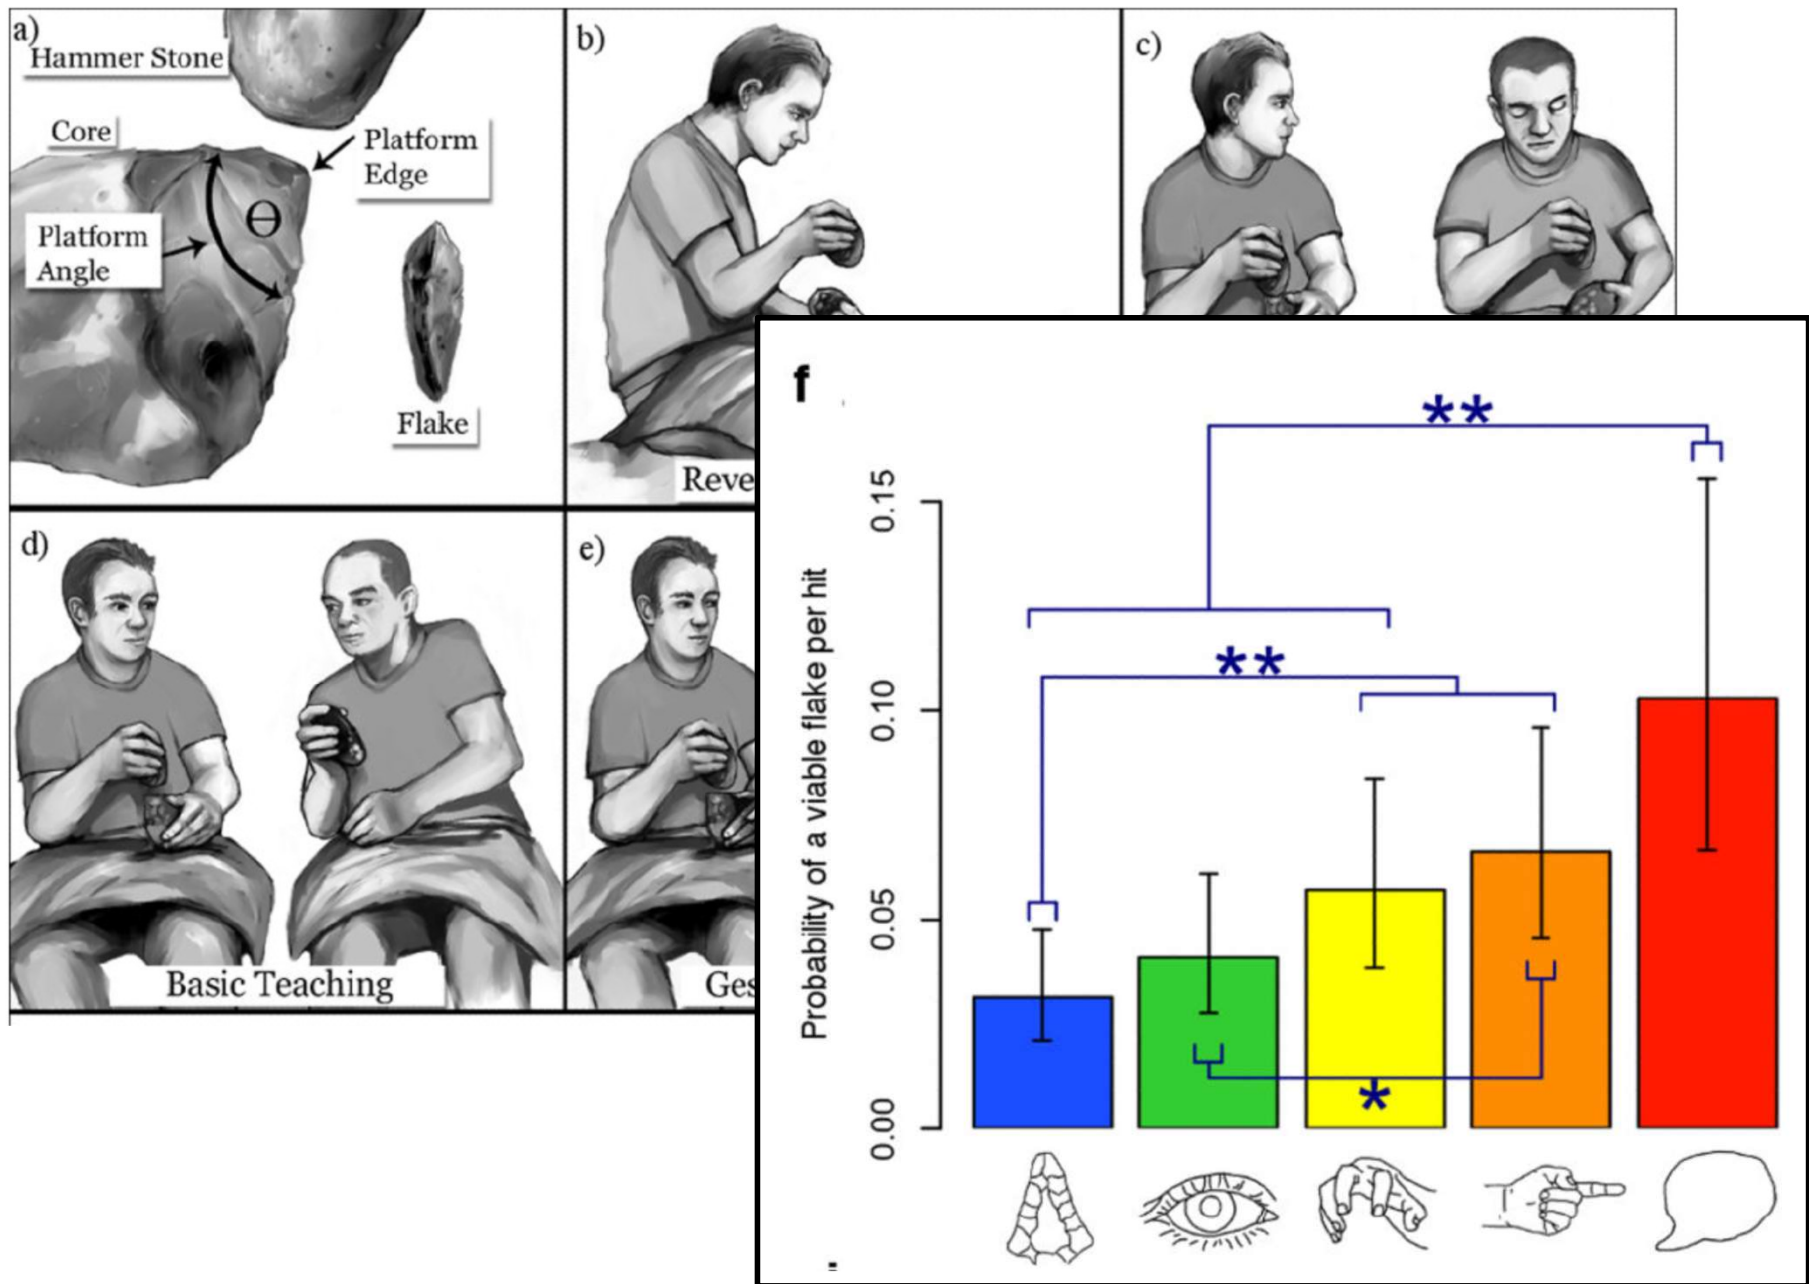 a)
Hammer Stone
Core
Platform
Edge
Platform
Angle
Θ
Flake
b)
Reve
c)
d)
Basic Teaching
e)
Ges
f
**
**
*
Probability of a viable flake per hit
0.15
0.10
0.05
0.00